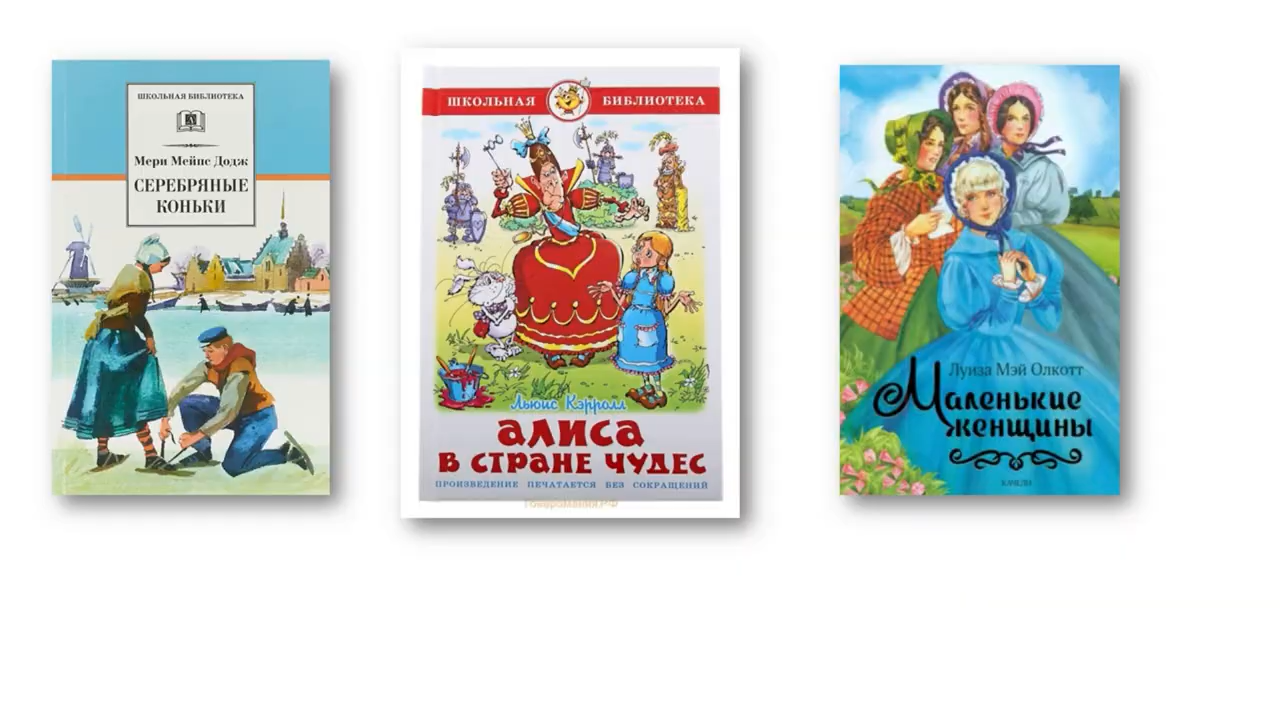 ШКОЛЬНАЯ БИБЛИОТЕКА
Мери Мейпс Додж
СЕРЕБРЯНЫЕ
КОНЬКИ
ШКОЛЬНАЯ БИБЛИОТЕКА
Льюис Кэрролл
АЛИСА
В СТРАНЕ ЧУДЕС
ПРОИЗВЕДЕНИЕ ПЕЧАТАЕТСЯ БЕЗ СОКРАЩЕНИЙ
Луиза Мэй Олкотт
Маленькие
женщины
КАЧЕЛИ